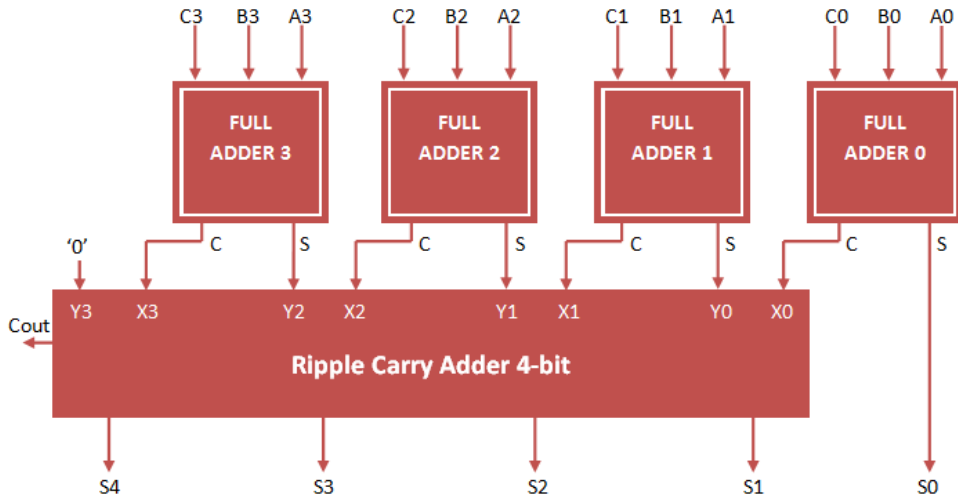 C3 B3 A3 C2 B2 A2 C1 B1 A1 C0 B0 A0
FULL ADDER 3
FULL ADDER 2
FULL ADDER 1
FULL ADDER 0
‘0’ C S C S C S C S
Y3 X3 Y2 X2 Y1 X1 Y0 X0
Cout
Ripple Carry Adder 4-bit
S4 S3 S2 S1 S0